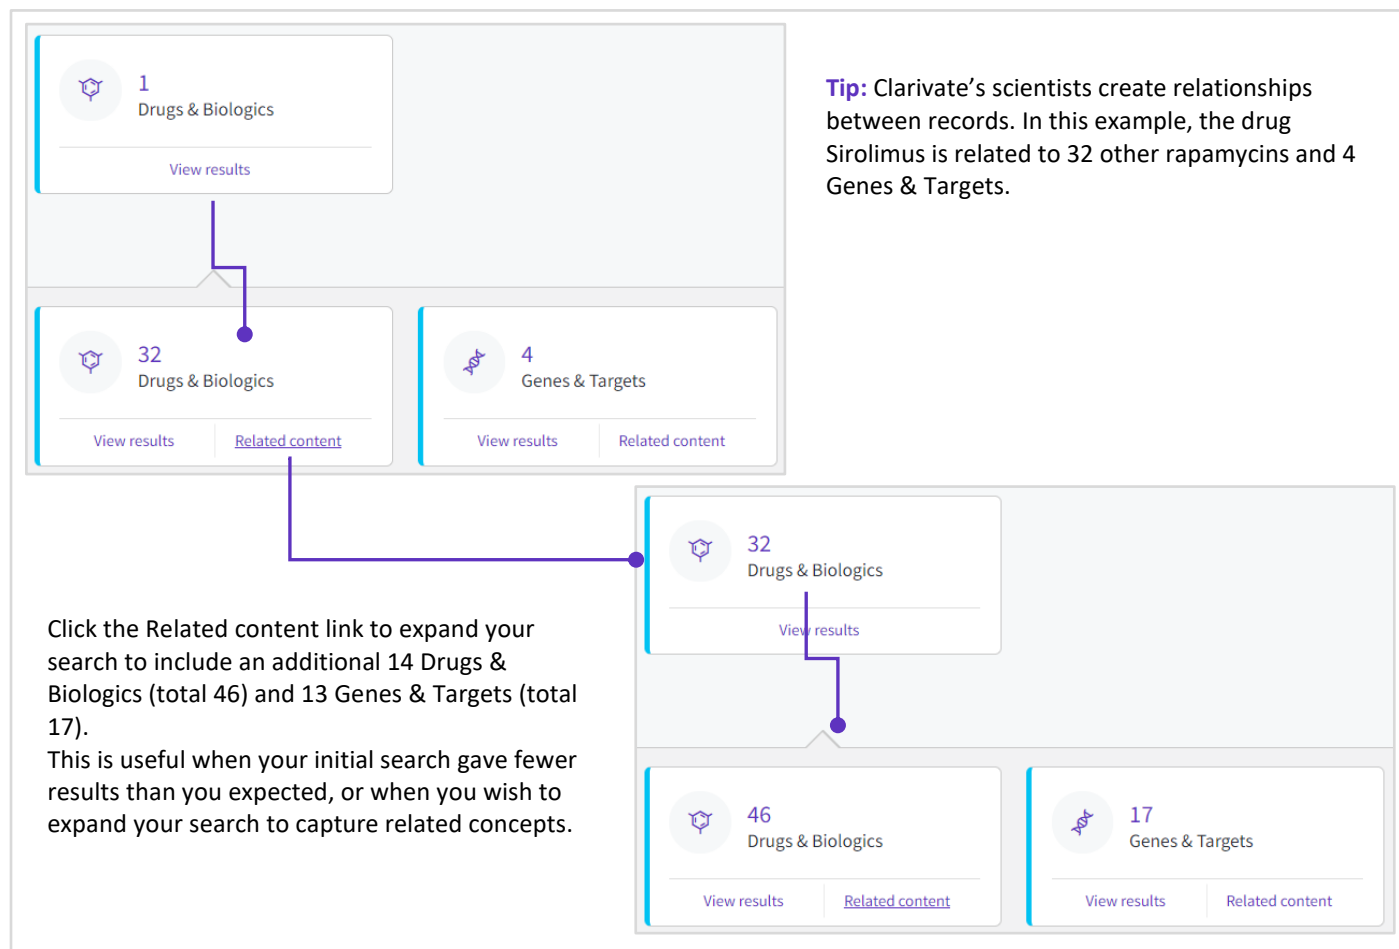 1
Drugs & Biologics
View results
Tip: Clarivate’s scientists create relationships
between records. In this example, the drug
Sirolimus is related to 32 other rapamycins and 4
Genes & Targets.
32
Drugs & Biologics
View results
Related content
4
Genes & Targets
View results
Related content
Click the Related content link to expand your
search to include an additional 14 Drugs &
Biologics (total 46) and 13 Genes & Targets (total
17).
This is useful when your initial search gave fewer
results than you expected, or when you wish to
expand your search to capture related concepts.
32
Drugs & Biologics
View results
46
Drugs & Biologics
View results
Related content
17
Genes & Targets
View results
Related content